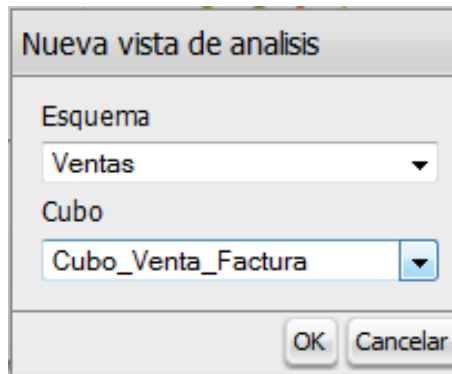 Nueva vista de analisis
Esquema
Ventas
Cubo
Cubo_Venta_Factura
OK Cancelar